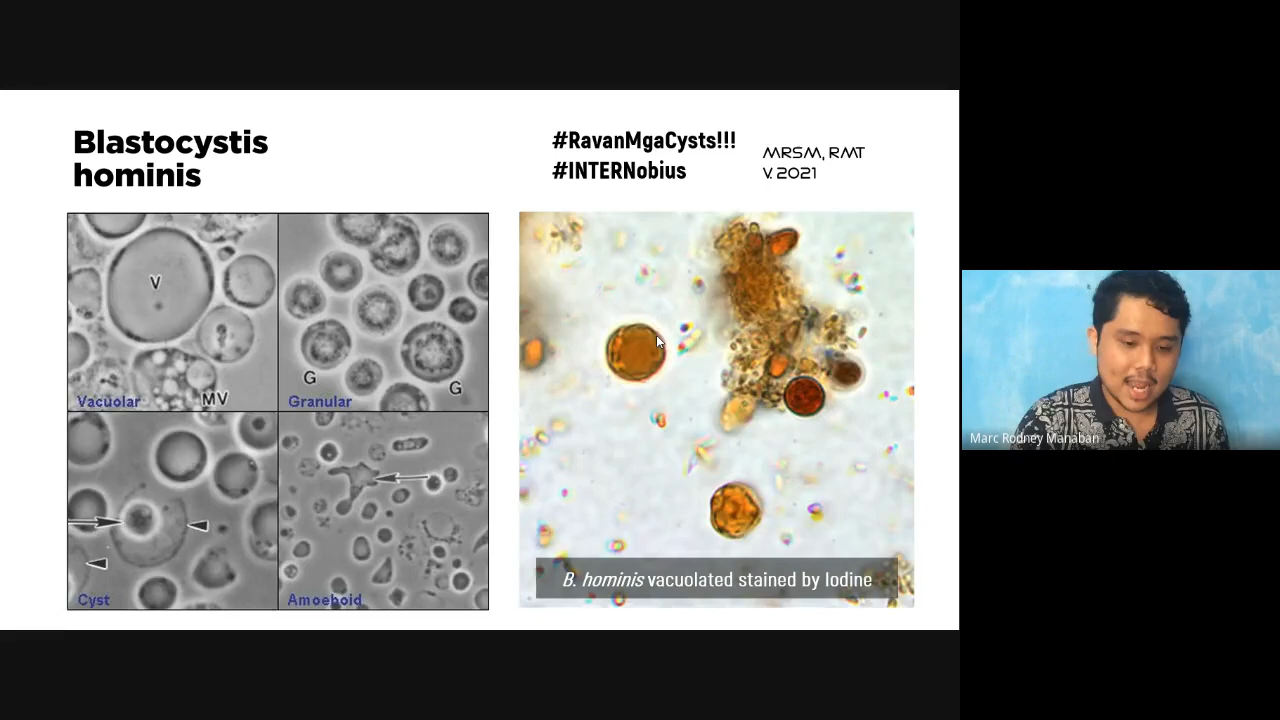 Blastocystis
hominis
#RavanMgaCysts!!!
#INTERNobius
MRSM, RMT
V. 2021
V
MV
Vacuolar
G
G
Granular
Cyst
Amoeboid
B. hominis vacuolated stained by Iodine
Marc Rodney Manaban